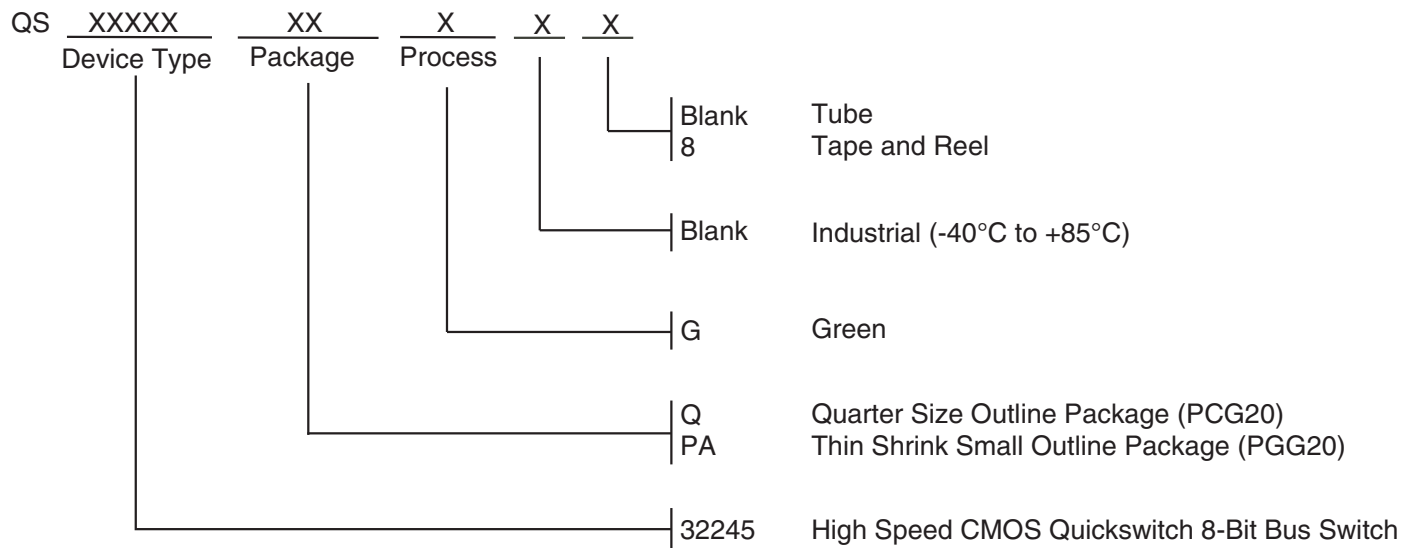 QS XXXXX XX X X X
Device Type Package Process
Blank Tube
8 Tape and Reel
Blank Industrial (-40°C to +85°C)
G Green
Q Quarter Size Outline Package (PCG20)
PA Thin Shrink Small Outline Package (PGG20)
32245 High Speed CMOS Quickswitch 8-Bit Bus Switch